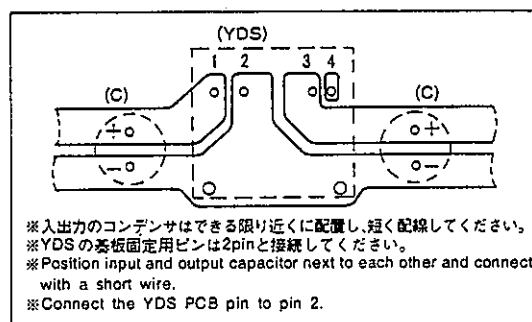 (YDS)
1 2 3 4
(C) (C)
+ +
− −
※入出力のコンデンサはできる限り近くに配置し、短く配線してください。
※YDSの基板固定用ピンは2pinと接続してください。
※Position input and output capacitor next to each other and connect
with a short wire.
※Connect the YDS PCB pin to pin 2.